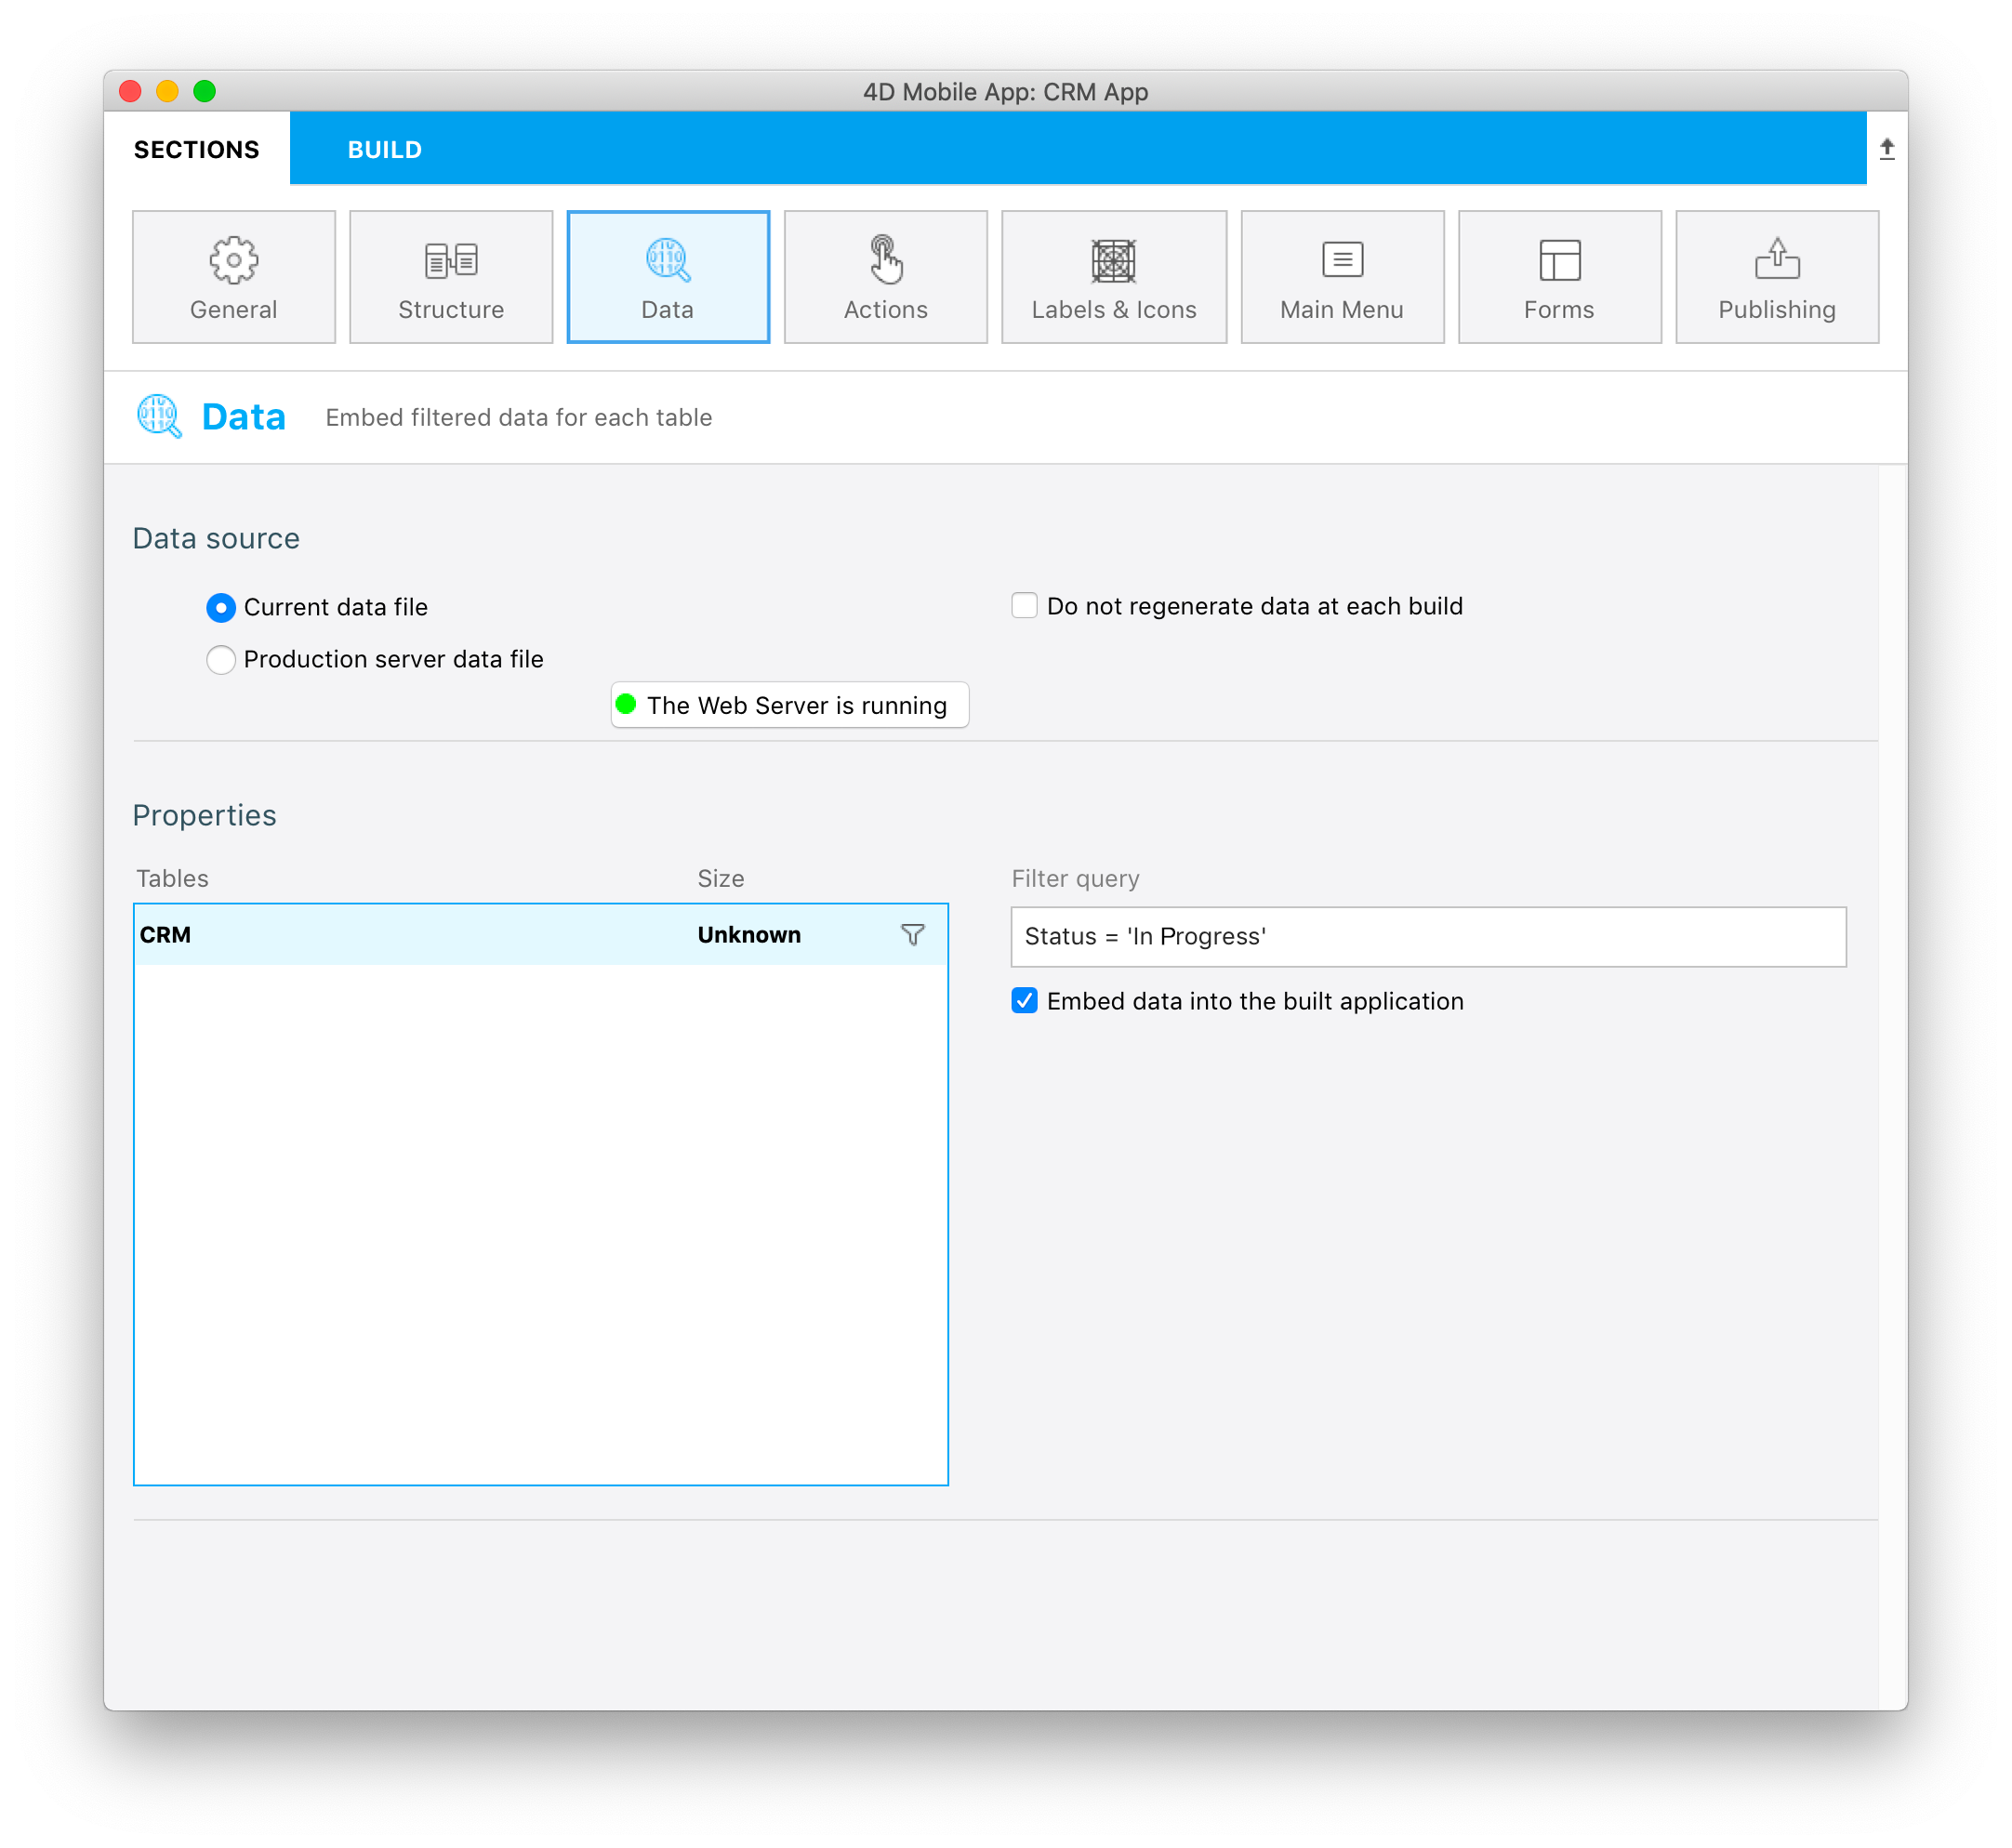 4D Mobile App: CRM App
SECTIONS BUILD
General Structure Data Actions Labels & Icons Main Menu Forms Publishing
Data Embed filtered data for each table
Data source
Current data file Do not regenerate data at each build
Production server data file
The Web Server is running
Properties
Tables Size Filter query
CRM Unknown Status = 'In Progress'
Embed data into the built application